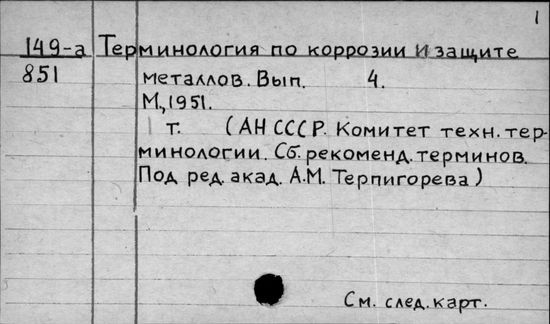 1
149-а Терминология по коррозии и защите
851 металлов. Вып. 4.
М., 1951.
1 т. (АН СССР. Комитет техн. тер-
минологии. Сб. рекоменд. терминов.
Под ред. акад. А.М. Терпигорева)
См. след. карт.